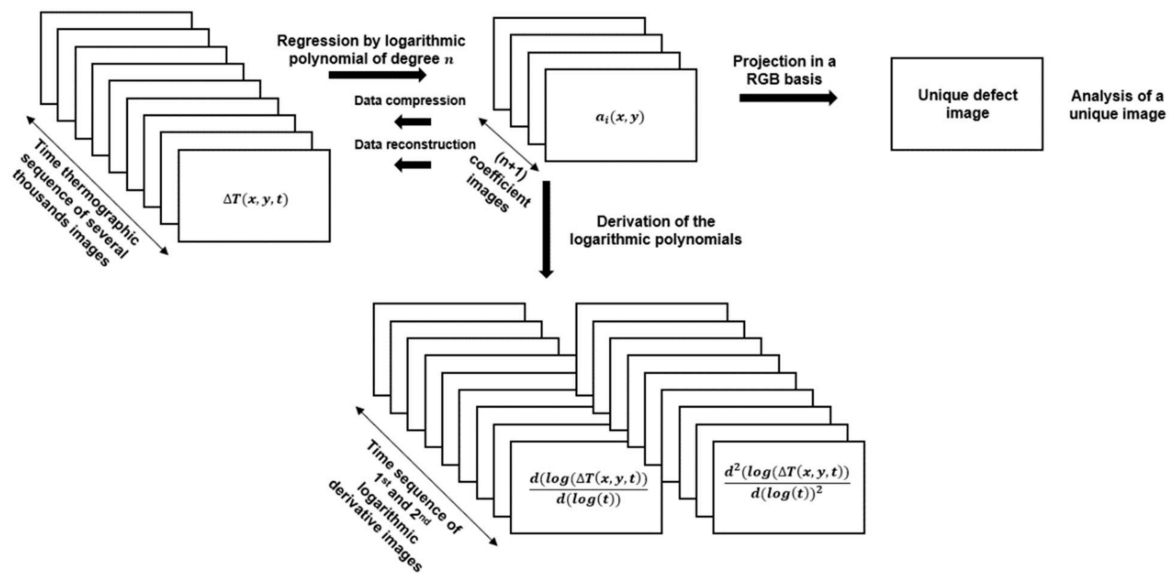 Regression by logarithmic
polynomial of degree n
Data compression
Data reconstruction
Time thermographic
sequence of several
thousands images
ΔT(x, y, t)
a_i(x, y)
(n+1)
coefficient
images
Projection in a
RGB basis
Unique defect
image
Analysis of a
unique image
Derivation of the
logarithmic polynomials
Time sequence of
1st and 2nd
logarithmic
derivative images
d(log(ΔT(x, y, t))
d(log(t))
d²(log(ΔT(x, y, t))
d(log(t))²